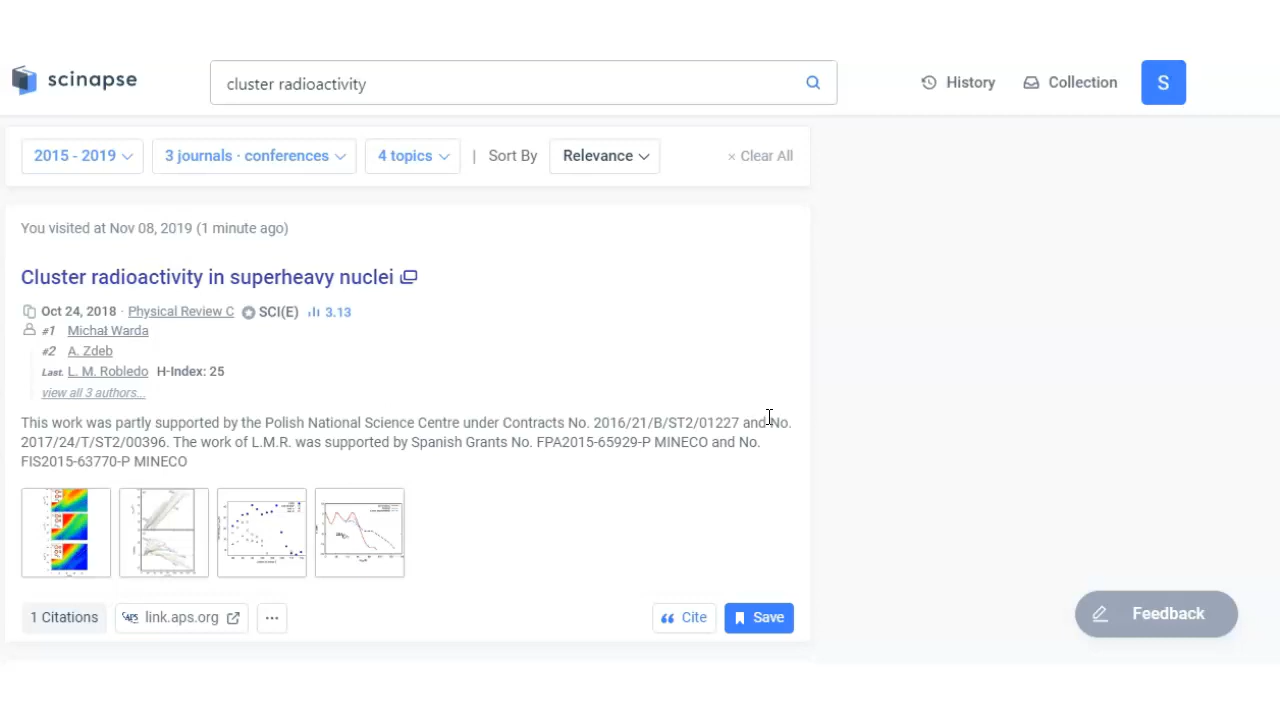 scinapse
cluster radioactivity
History
Collection
S
2015 - 2019
3 journals · conferences
4 topics
| Sort By
Relevance
× Clear All
You visited at Nov 08, 2019 (1 minute ago)
Cluster radioactivity in superheavy nuclei
Oct 24, 2018 · Physical Review C SCI(E) 3.13
#1 Michał Warda
#2 A. Zdeb
Last. L. M. Robledo H-Index: 25
view all 3 authors...
This work was partly supported by the Polish National Science Centre under Contracts No. 2016/21/B/ST2/01227 and No.
2017/24/T/ST2/00396. The work of L.M.R. was supported by Spanish Grants No. FPA2015-65929-P MINECO and No.
FIS2015-63770-P MINECO
1 Citations
APS link.aps.org
...
Cite
Save
Feedback